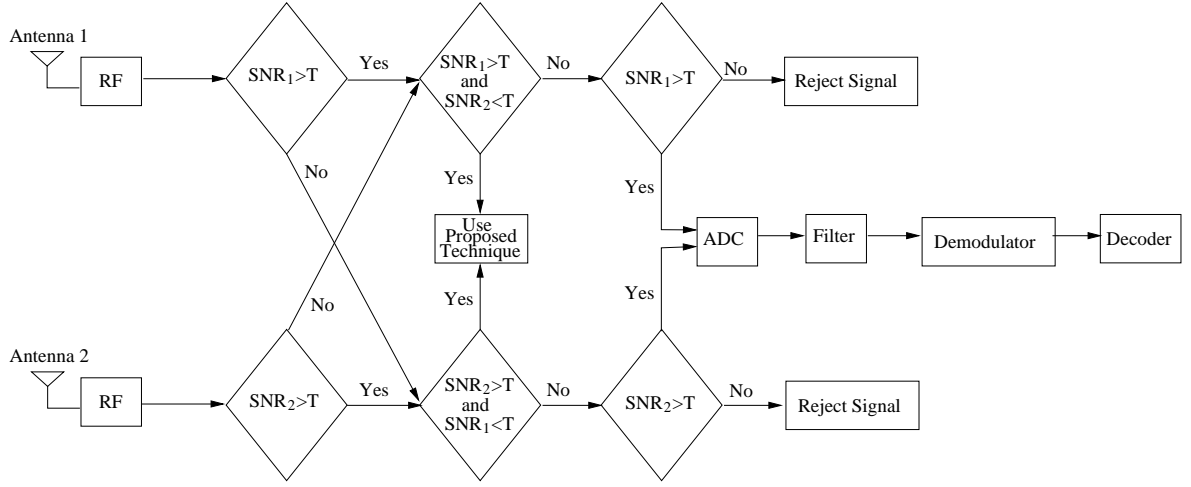 Antenna 1
RF
SNR₁>T
Yes
SNR₁>T
and
SNR₂<T
No
SNR₁>T
No
Reject Signal
No
Yes
Yes
Use
Proposed
Technique
ADC
Filter
Demodulator
Decoder
No
Yes
Yes
Antenna 2
RF
SNR₂>T
Yes
SNR₂>T
and
SNR₁<T
No
SNR₂>T
No
Reject Signal